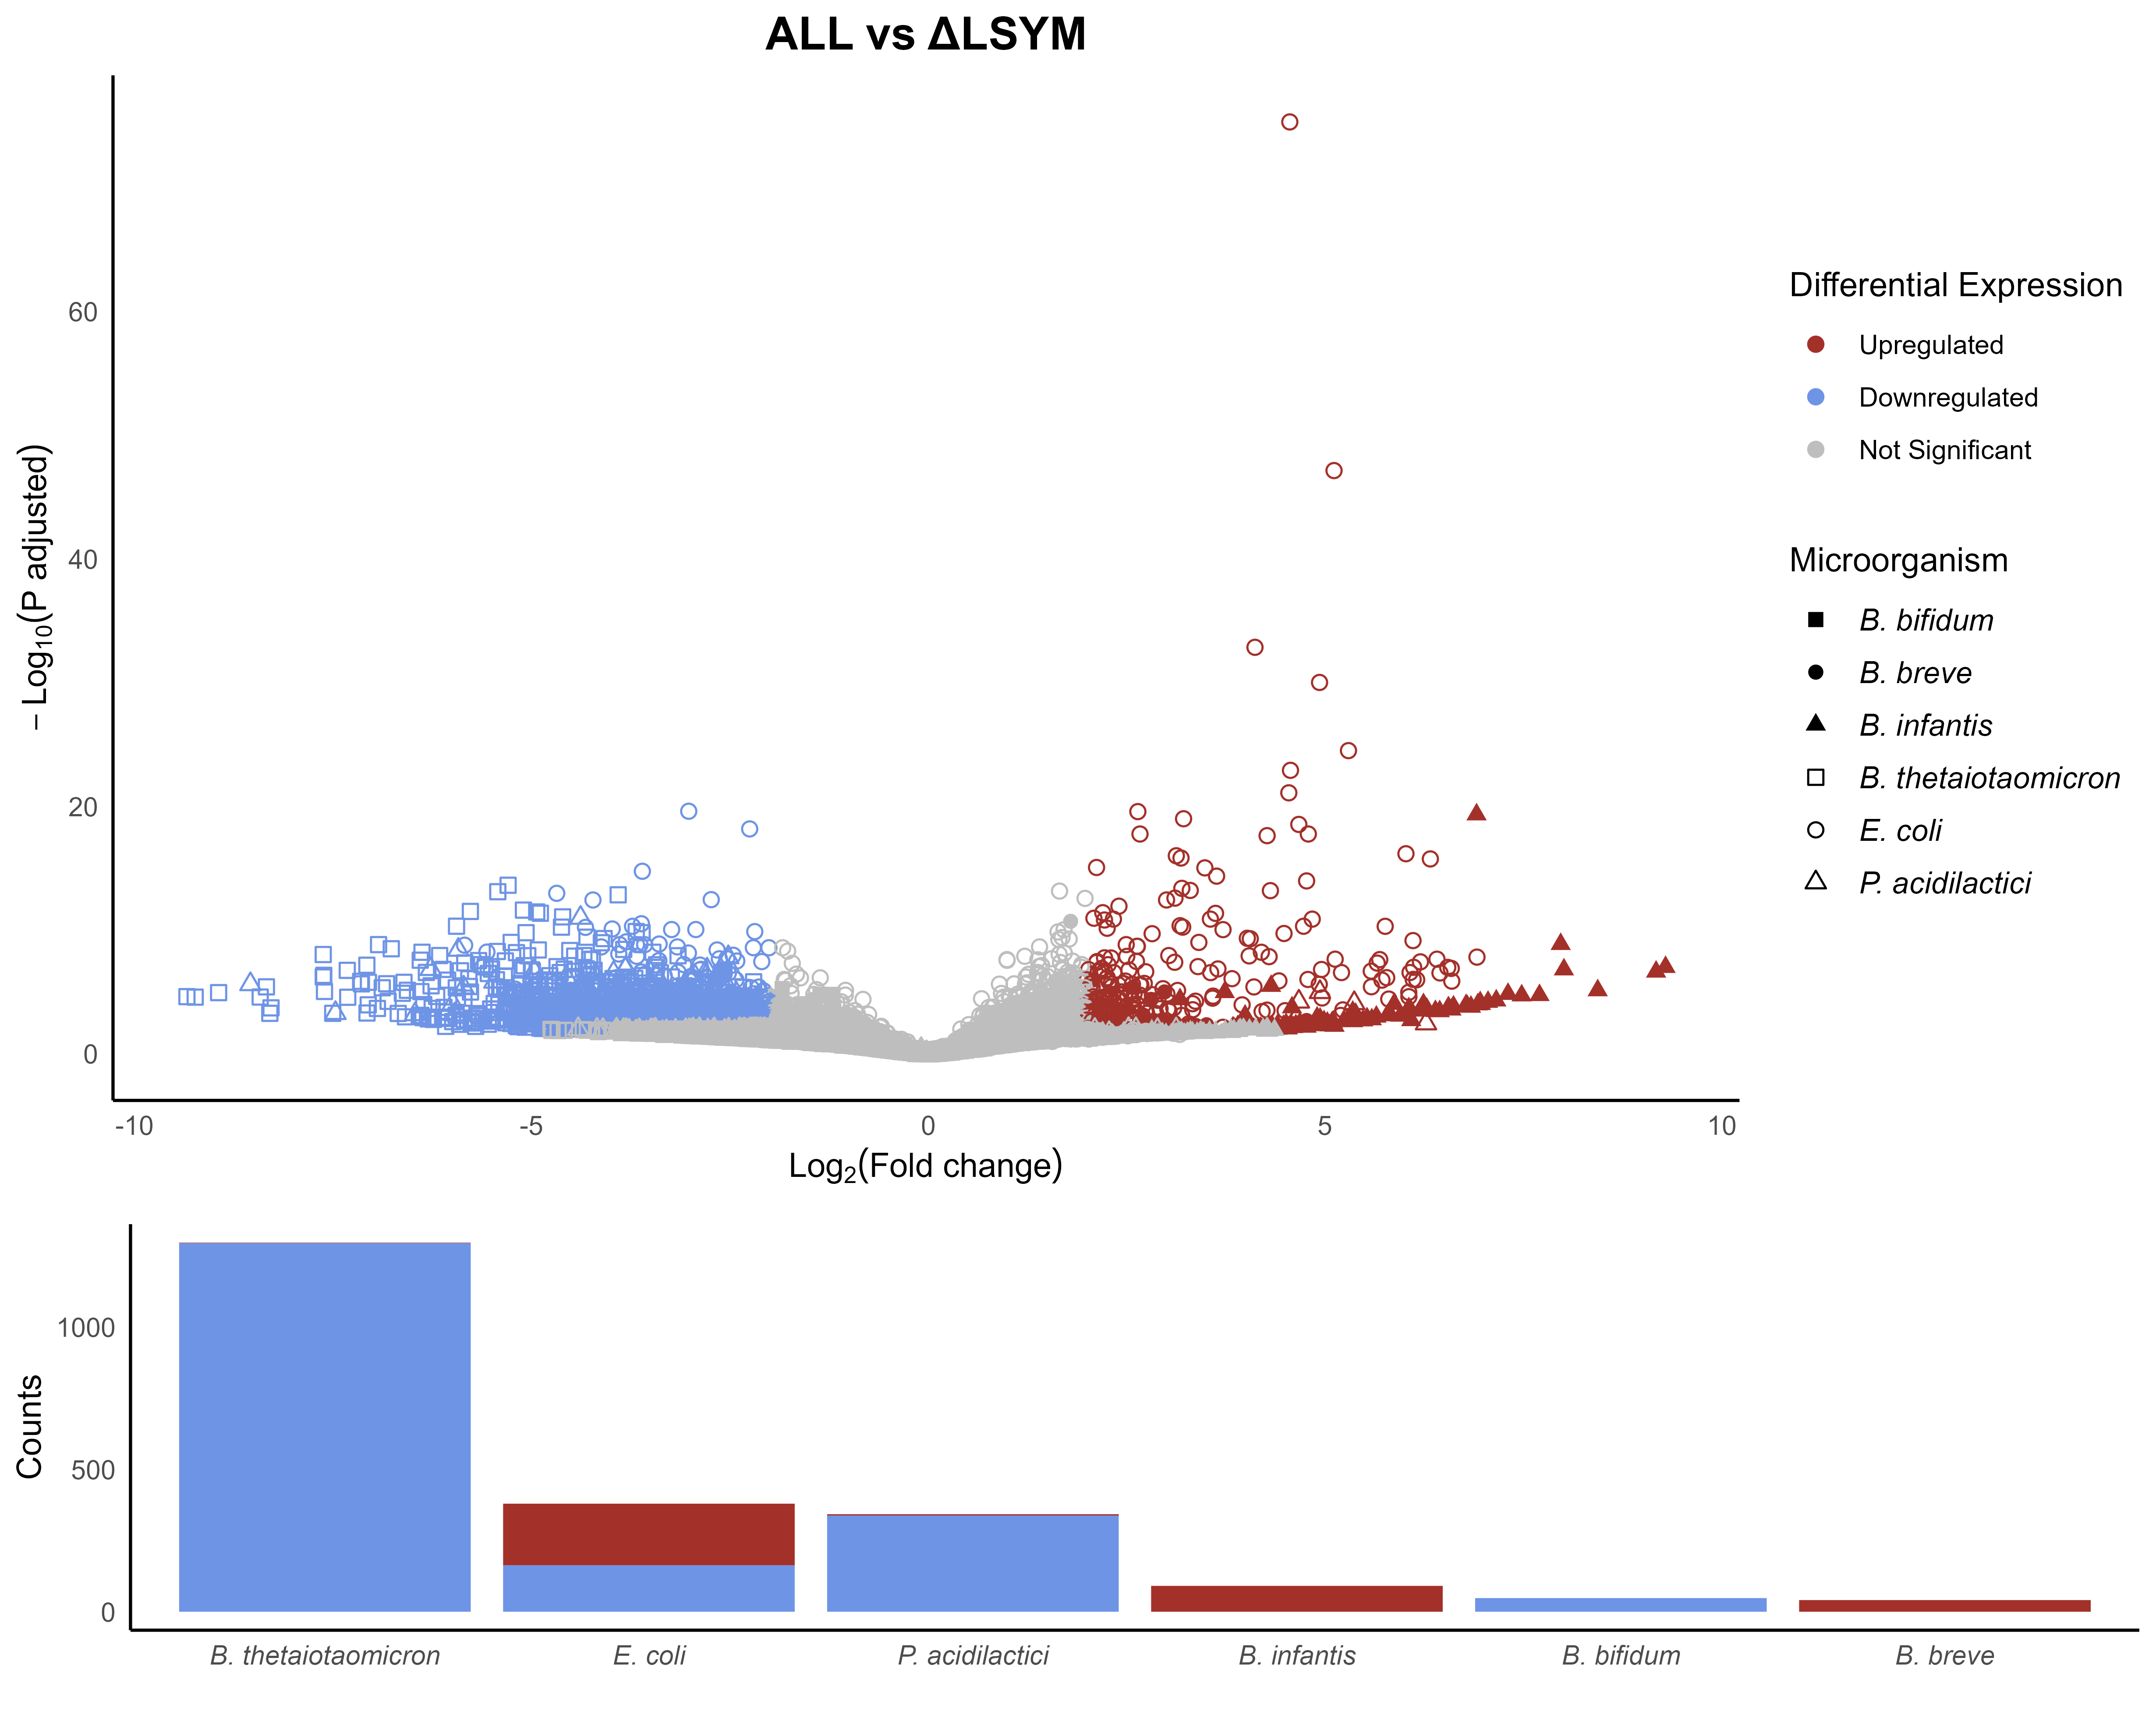 ALL vs ΔLSYM
60
40
20
0
− Log10(P adjusted)
-10 -5 0 5 10
Log2(Fold change)
Differential Expression
Upregulated
Downregulated
Not Significant
Microorganism
B. bifidum
B. breve
B. infantis
B. thetaiotaomicron
E. coli
P. acidilactici
1000
500
0
Counts
B. thetaiotaomicron E. coli P. acidilactici B. infantis B. bifidum B. breve